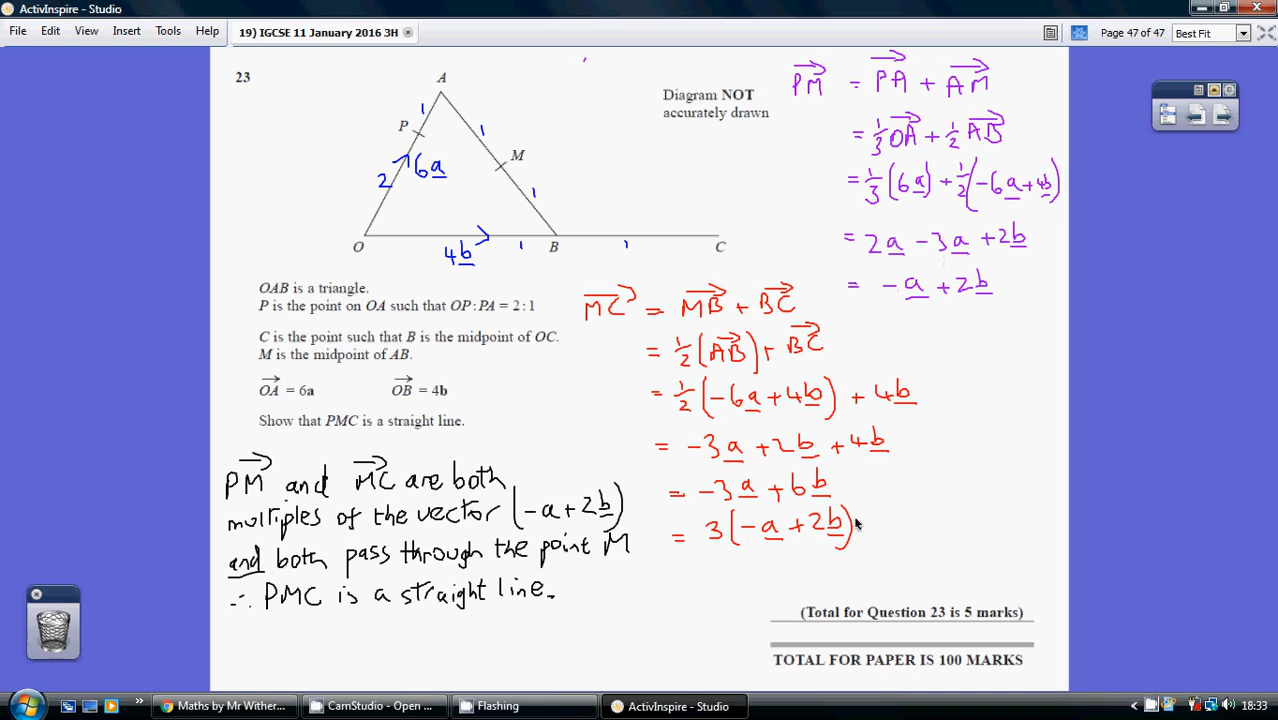 ActivInspire - Studio
File Edit View Insert Tools Help
19) IGCSE 11 January 2016 3H
Page 47 of 47
Best Fit
23
A
P
M
O
B
C
1
1
2
6a
1
4b
1
1
Diagram NOT
accurately drawn
OAB is a triangle.
P is the point on OA such that OP : PA = 2 : 1
C is the point such that B is the midpoint of OC.
M is the midpoint of AB.
→OA = 6a →OB = 4b
Show that PMC is a straight line.
→PM = →PA + →AM
= 1/3 →OA + 1/2 →AB
= 1/3 (6a) + 1/2 (-6a + 4b)
= 2a - 3a + 2b
= -a + 2b
→MC = →MB + →BC
= 1/2 (→AB) + →BC
= 1/2 (-6a + 4b) + 4b
= -3a + 2b + 4b
= -3a + 6b
= 3(-a + 2b)
→PM and →MC are both
multiples of the vector (-a + 2b)
and both pass through the point M
∴ PMC is a straight line.
(Total for Question 23 is 5 marks)
TOTAL FOR PAPER IS 100 MARKS
Maths by Mr Wither...
CamStudio - Open ...
Flashing
ActivInspire - Studio
18:33